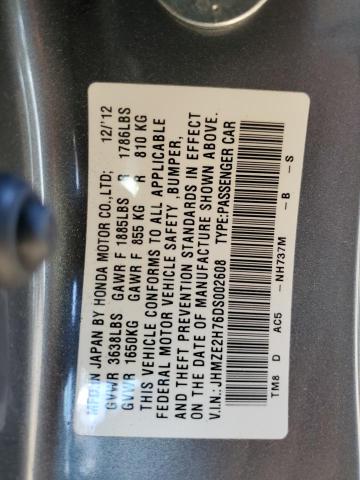 MFD. IN JAPAN BY HONDA MOTOR CO.,LTD; 12/'12
GVWR 3638LBS GAWR F 1885LBS R 1786LBS
GVWR 1650KG GAWR F 855 KG R 810 KG
THIS VEHICLE CONFORMS TO ALL APPLICABLE
FEDERAL MOTOR VEHICLE SAFETY ,BUMPER,
AND THEFT PREVENTION STANDARDS IN EFFECT
ON THE DATE OF MANUFACTURE SHOWN ABOVE.
V.I.N.:JHMZE2H76DS002608 TYPE:PASSENGER CAR
TM8 D AC5 -NH737M -B -S